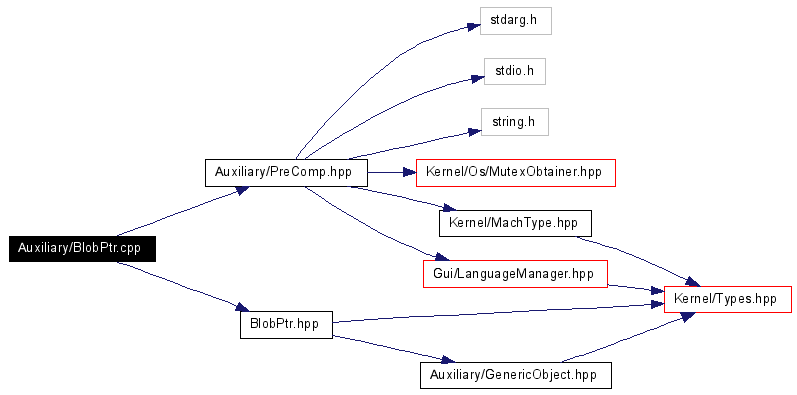 stdarg.h
stdio.h
string.h
Auxiliary/PreComp.hpp
Kernel/Os/MutexObtainer.hpp
Kernel/MachType.hpp
Auxiliary/BlobPtr.cpp
Gui/LanguageManager.hpp
Kernel/Types.hpp
BlobPtr.hpp
Auxiliary/GenericObject.hpp